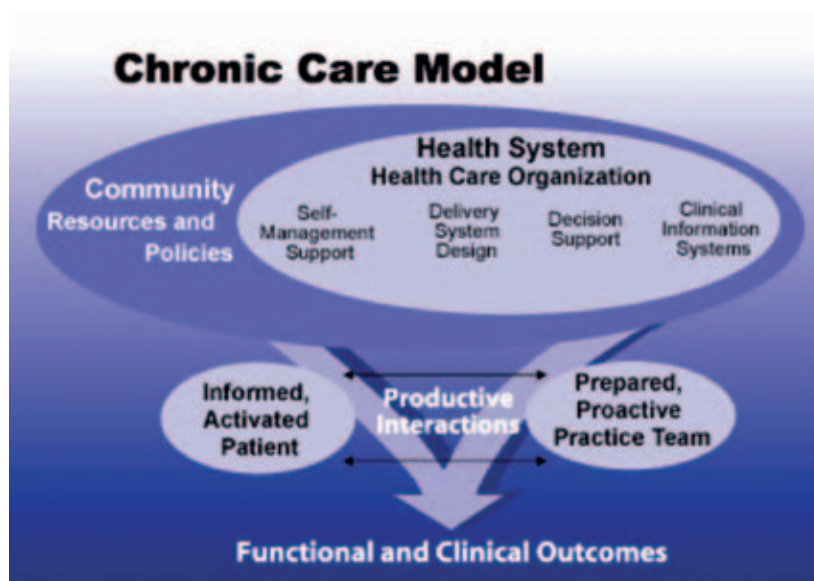 Chronic Care Model
Health System
Health Care Organization
Community
Resources and
Policies
Self-
Management
Support
Delivery
System
Design
Decision
Support
Clinical
Information
Systems
Informed,
Activated
Patient
Productive
Interactions
Prepared,
Proactive
Practice Team
Functional and Clinical Outcomes